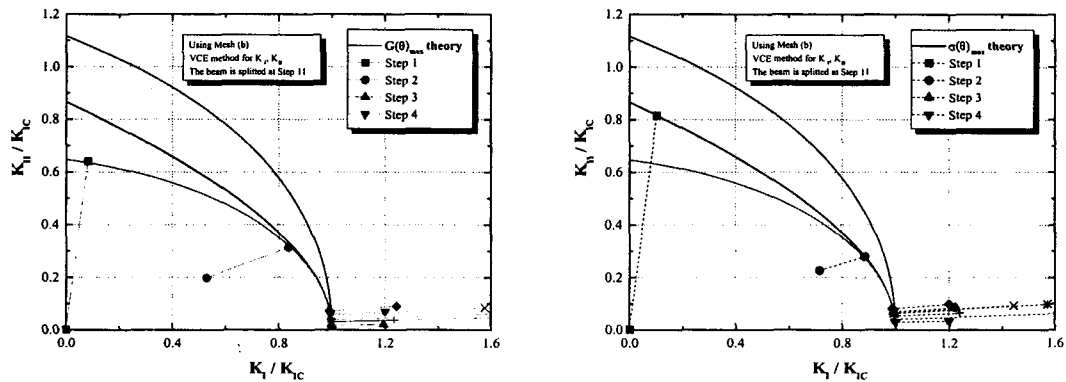 1.2
1.0
0.8
0.6
0.4
0.2
0.0
K_II / K_IC
Using Mesh (b)
VCE method for K_I, K_II
The beam is splitted at Step 11
G(θ)_max theory
Step 1
Step 2
Step 3
Step 4
0.0 0.4 0.8 1.2 1.6
K_I / K_IC
1.2
1.0
0.8
0.6
0.4
0.2
0.0
K_II / K_IC
Using Mesh (b)
VCE method for K_I, K_II
The beam is splitted at Step 11
σ(θ)_max theory
Step 1
Step 2
Step 3
Step 4
0.0 0.4 0.8 1.2 1.6
K_I / K_IC